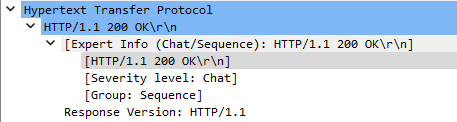 Hypertext Transfer Protocol
HTTP/1.1 200 OK\r\n
[Expert Info (Chat/Sequence): HTTP/1.1 200 OK\r\n]
[HTTP/1.1 200 OK\r\n]
[Severity level: Chat]
[Group: Sequence]
Response Version: HTTP/1.1